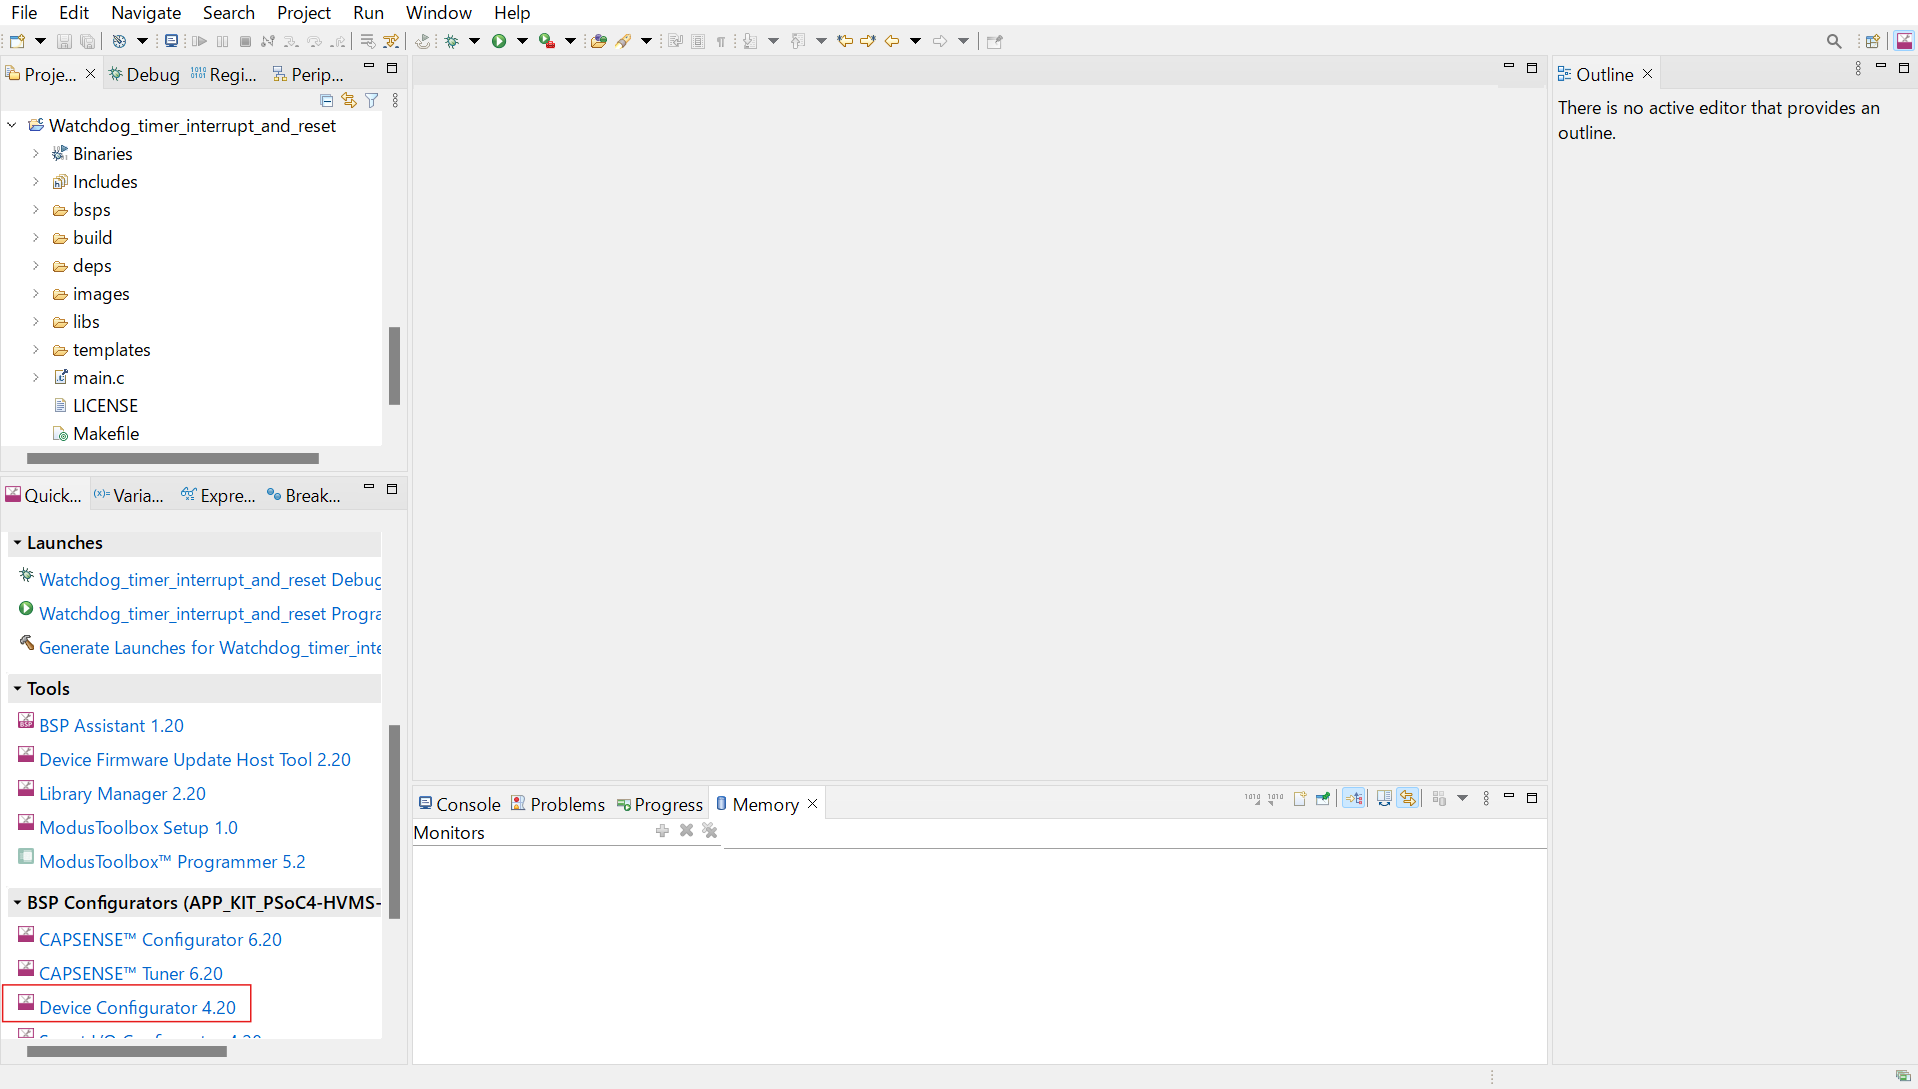 File Edit Navigate Search Project Run Window Help
Proje... Debug Regi... Perip...
Watchdog_timer_interrupt_and_reset
Binaries
Includes
bsps
build
deps
images
libs
templates
main.c
LICENSE
Makefile
Quick... Varia... Expre... Break...
Launches
Watchdog_timer_interrupt_and_reset Debug
Watchdog_timer_interrupt_and_reset Progra
Generate Launches for Watchdog_timer_inte
Tools
BSP Assistant 1.20
Device Firmware Update Host Tool 2.20
Library Manager 2.20
ModusToolbox Setup 1.0
ModusToolbox™ Programmer 5.2
BSP Configurators (APP_KIT_PSoC4-HVMS-
CAPSENSE™ Configurator 6.20
CAPSENSE™ Tuner 6.20
Device Configurator 4.20
Console Problems Progress Memory
Monitors
Outline
There is no active editor that provides an
outline.